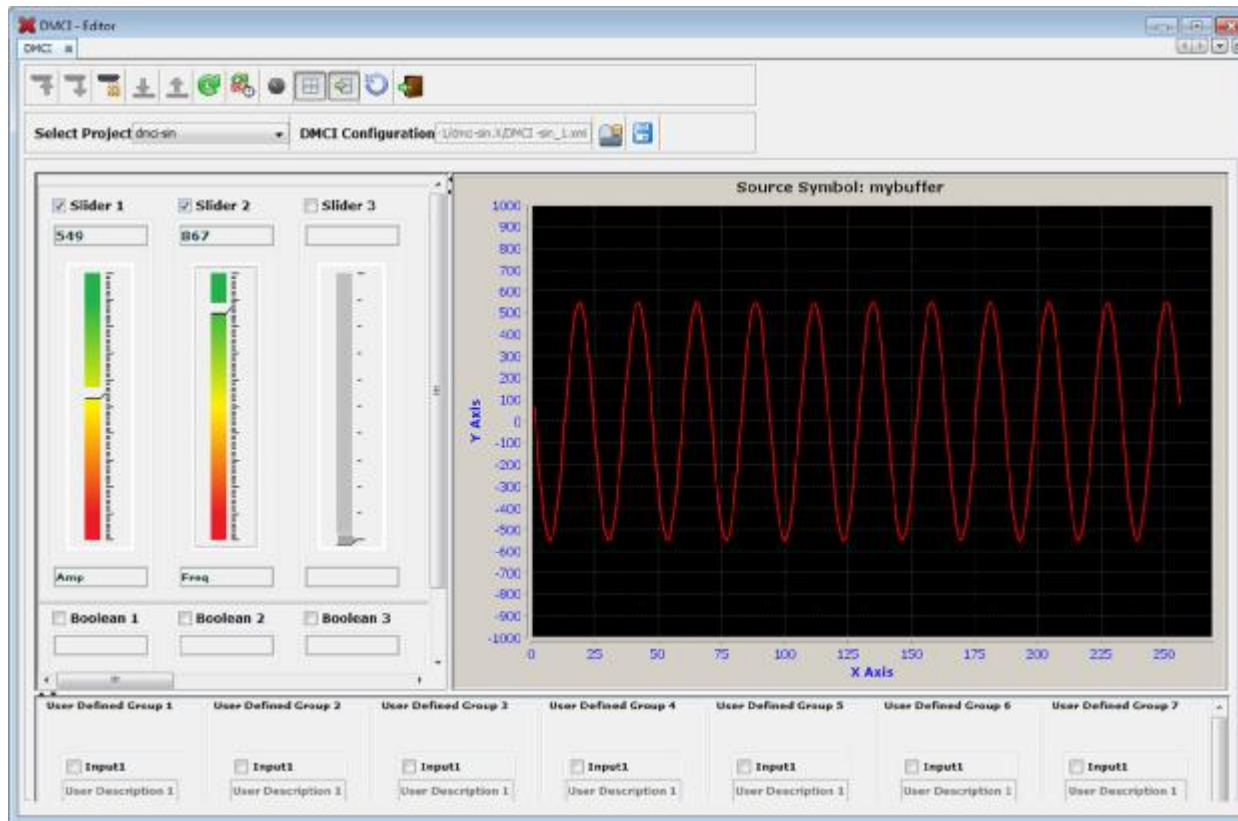 DMCI - Editor
DMCI
Select Project dmci-sin DMCI Configuration
Slider 1 Slider 2 Slider 3
549 867
Amp Freq
Boolean 1 Boolean 2 Boolean 3
Source Symbol: mybuffer
1000
900
800
700
600
500
400
300
200
100
0
-100
-200
-300
-400
-500
-600
-700
-800
-900
-1000
Y Axis
0 25 50 75 100 125 150 175 200 225 250
X Axis
User Defined Group 1 User Defined Group 2 User Defined Group 3 User Defined Group 4 User Defined Group 5 User Defined Group 6 User Defined Group 7
Input1 Input1 Input1 Input1 Input1 Input1 Input1
User Description 1 User Description 1 User Description 1 User Description 1 User Description 1 User Description 1 User Description 1